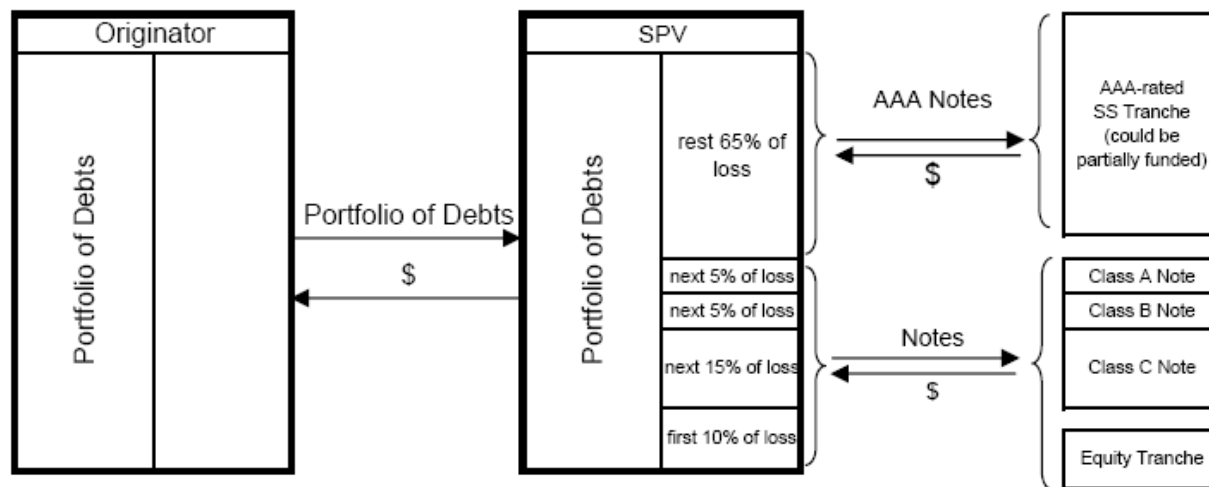 Originator
Portfolio of Debts
Portfolio of Debts
$
SPV
Portfolio of Debts
rest 65% of
loss
next 5% of loss
next 5% of loss
next 15% of loss
first 10% of loss
AAA Notes
$
Notes
$
AAA-rated
SS Tranche
(could be
partially funded)
Class A Note
Class B Note
Class C Note
Equity Tranche